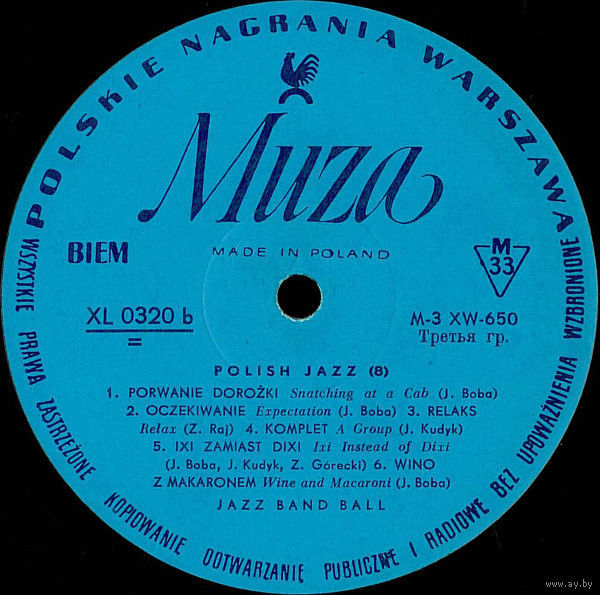 POLSKIE NAGRANIA WARSZAWA
Muza
MADE IN POLAND
BIEM
M
33
XL 0320 b
M-3 XW-650
Третья гр.
POLISH JAZZ (8)
1. PORWANIE DOROŻKI Snatching at a Cab (J. Boba)
2. OCZEKIWANIE Expectation (J. Boba) 3. RELAKS
Relax (Z. Raj) 4. KOMPLET A Group (J. Kudyk)
5. IXI ZAMIAST DIXI Ixi Instead of Dixi
(J. Boba, J. Kudyk, Z. Górecki) 6. WINO
Z MAKARONEM Wine and Macaroni (J. Boba)
JAZZ BAND BALL
WSZYSTKIE PRAWA ZASTRZEŻONE KOPIOWANIE ODTWARZANIE PUBLICZNE I RADIOWE BEZ UPOWAŻNIENIA WZBRONIONE
www.ay.by